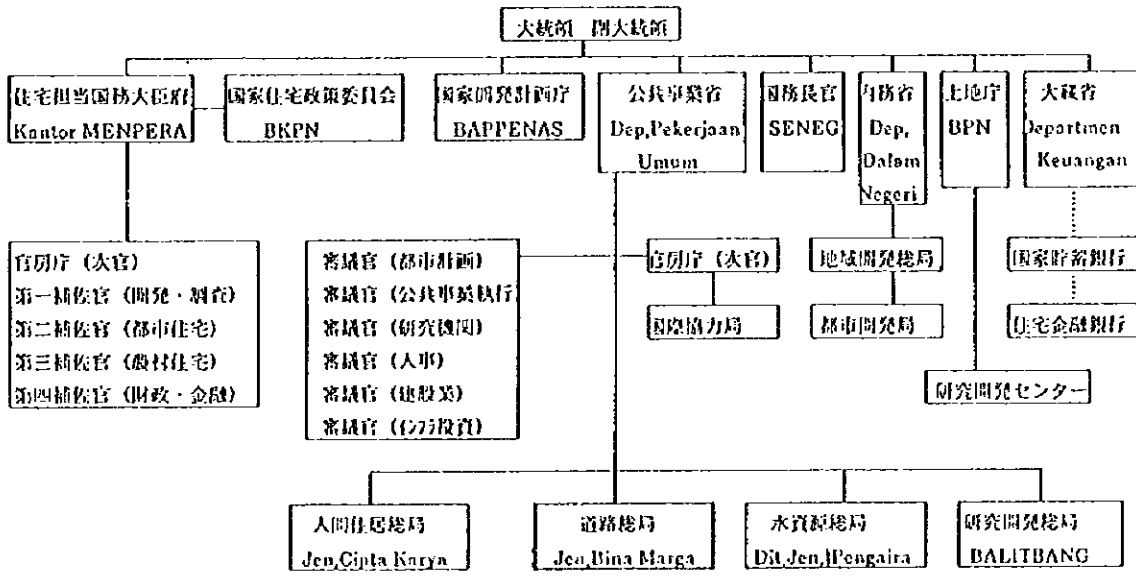 大統領 副大統領
住宅担当国務大臣府
Kantor MENPERA
国家住宅政策委員会
BKPN
国家開発計画庁
BAPPENAS
公共事業省
Dep,Pekerjaan
Umum
国務長官
SENEG
内務省
Dep,
Dalam
Negeri
土地庁
BPN
大蔵省
Departmen
Keuangan
官房庁（次官）
第一補佐官（開発・調査）
第二補佐官（都市住宅）
第三補佐官（農村住宅）
第四補佐官（財政・金融）
審議官（都市計画）
審議官（公共事業執行）
審議官（研究機関）
審議官（人事）
審議官（建設業）
審議官（ｲﾝﾌﾗ投資）
官房庁（次官）
国際協力局
地域開発総局
都市開発局
国家貯蓄銀行
住宅金融銀行
研究開発センター
人間住居総局
Jen,Cipta Karya
道路総局
Jen,Bina Marga
水資源総局
Dit,Jen,Pengaira
研究開発総局
BALITBANG